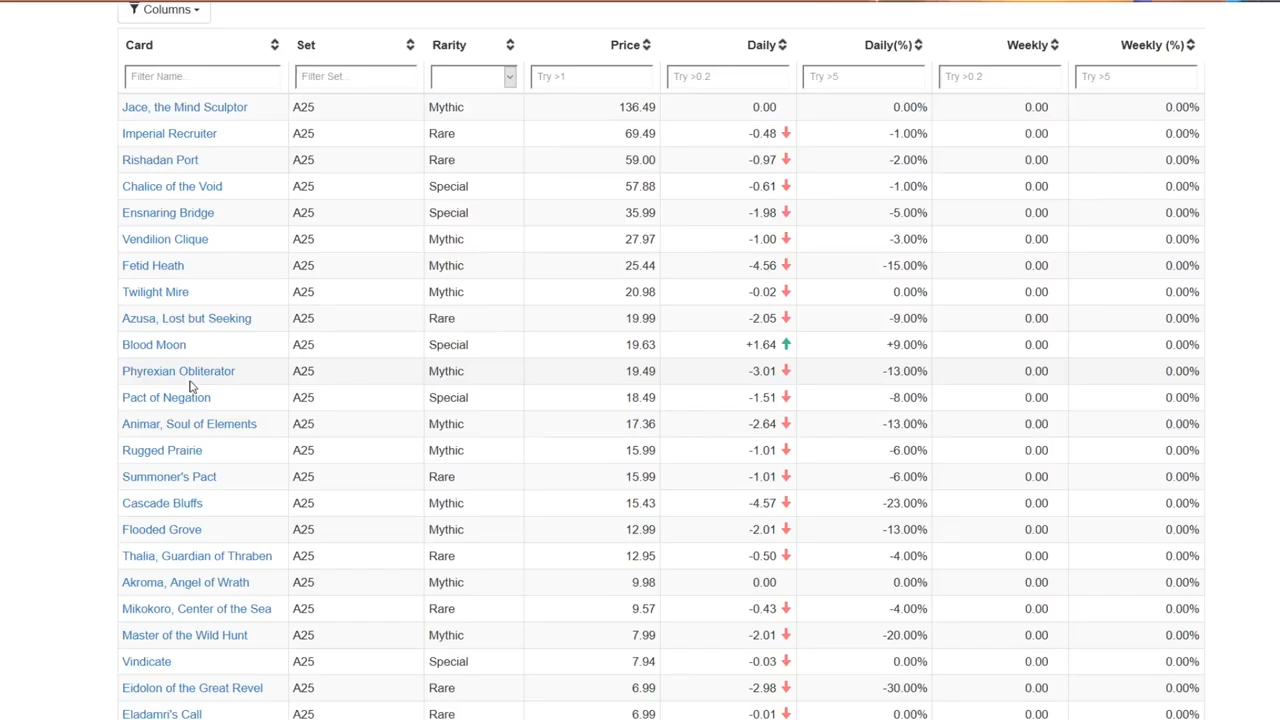 Columns
Card Set Rarity Price Daily Daily(%) Weekly Weekly (%)
Filter Name... Filter Set... Try >1 Try >0.2 Try >5 Try >0.2 Try >5
Jace, the Mind Sculptor A25 Mythic 136.49 0.00 0.00% 0.00 0.00%
Imperial Recruiter A25 Rare 69.49 -0.48 -1.00% 0.00 0.00%
Rishadan Port A25 Rare 59.00 -0.97 -2.00% 0.00 0.00%
Chalice of the Void A25 Special 57.88 -0.61 -1.00% 0.00 0.00%
Ensnaring Bridge A25 Special 35.99 -1.98 -5.00% 0.00 0.00%
Vendilion Clique A25 Mythic 27.97 -1.00 -3.00% 0.00 0.00%
Fetid Heath A25 Mythic 25.44 -4.56 -15.00% 0.00 0.00%
Twilight Mire A25 Mythic 20.98 -0.02 0.00% 0.00 0.00%
Azusa, Lost but Seeking A25 Rare 19.99 -2.05 -9.00% 0.00 0.00%
Blood Moon A25 Special 19.63 +1.64 +9.00% 0.00 0.00%
Phyrexian Obliterator A25 Mythic 19.49 -3.01 -13.00% 0.00 0.00%
Pact of Negation A25 Special 18.49 -1.51 -8.00% 0.00 0.00%
Animar, Soul of Elements A25 Mythic 17.36 -2.64 -13.00% 0.00 0.00%
Rugged Prairie A25 Mythic 15.99 -1.01 -6.00% 0.00 0.00%
Summoner's Pact A25 Rare 15.99 -1.01 -6.00% 0.00 0.00%
Cascade Bluffs A25 Mythic 15.43 -4.57 -23.00% 0.00 0.00%
Flooded Grove A25 Mythic 12.99 -2.01 -13.00% 0.00 0.00%
Thalia, Guardian of Thraben A25 Rare 12.95 -0.50 -4.00% 0.00 0.00%
Akroma, Angel of Wrath A25 Mythic 9.98 0.00 0.00% 0.00 0.00%
Mikokoro, Center of the Sea A25 Rare 9.57 -0.43 -4.00% 0.00 0.00%
Master of the Wild Hunt A25 Mythic 7.99 -2.01 -20.00% 0.00 0.00%
Vindicate A25 Special 7.94 -0.03 0.00% 0.00 0.00%
Eidolon of the Great Revel A25 Rare 6.99 -2.98 -30.00% 0.00 0.00%
Eladamri's Call A25 Rare 6.99 -0.01 0.00% 0.00 0.00%